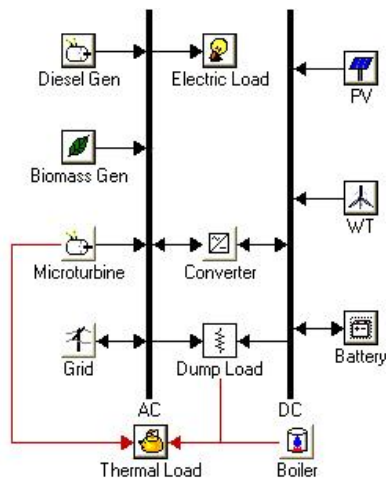 Diesel Gen
Electric Load
PV
Biomass Gen
WT
Microturbine
Converter
Grid
Dump Load
Battery
AC
DC
Thermal Load
Boiler